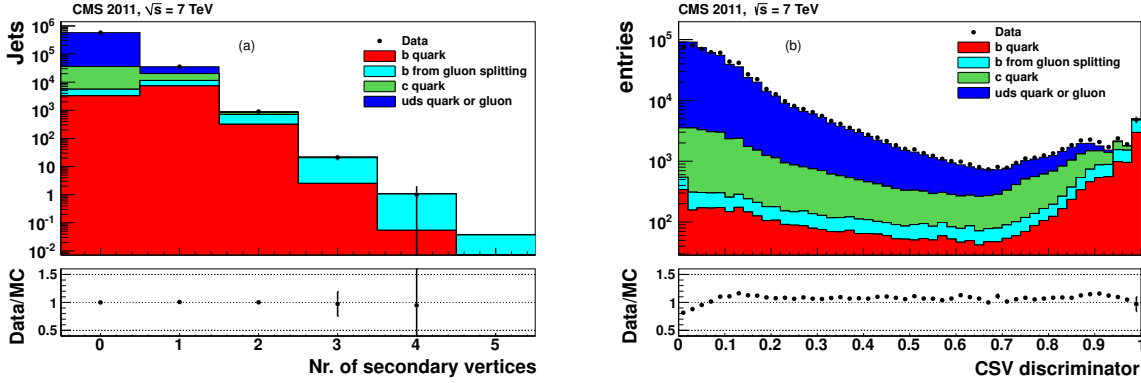 CMS 2011, √s = 7 TeV
(a)
Jets
10⁶
10⁵
10⁴
10³
10²
10
1
10⁻¹
10⁻²
Data
b quark
b from gluon splitting
c quark
uds quark or gluon
Data/MC
1.5
1
0.5
0 1 2 3 4 5
Nr. of secondary vertices
CMS 2011, √s = 7 TeV
(b)
entries
10⁵
10⁴
10³
10²
Data
b quark
b from gluon splitting
c quark
uds quark or gluon
Data/MC
1.5
1
0.5
0 0.1 0.2 0.3 0.4 0.5 0.6 0.7 0.8 0.9 1
CSV discriminator